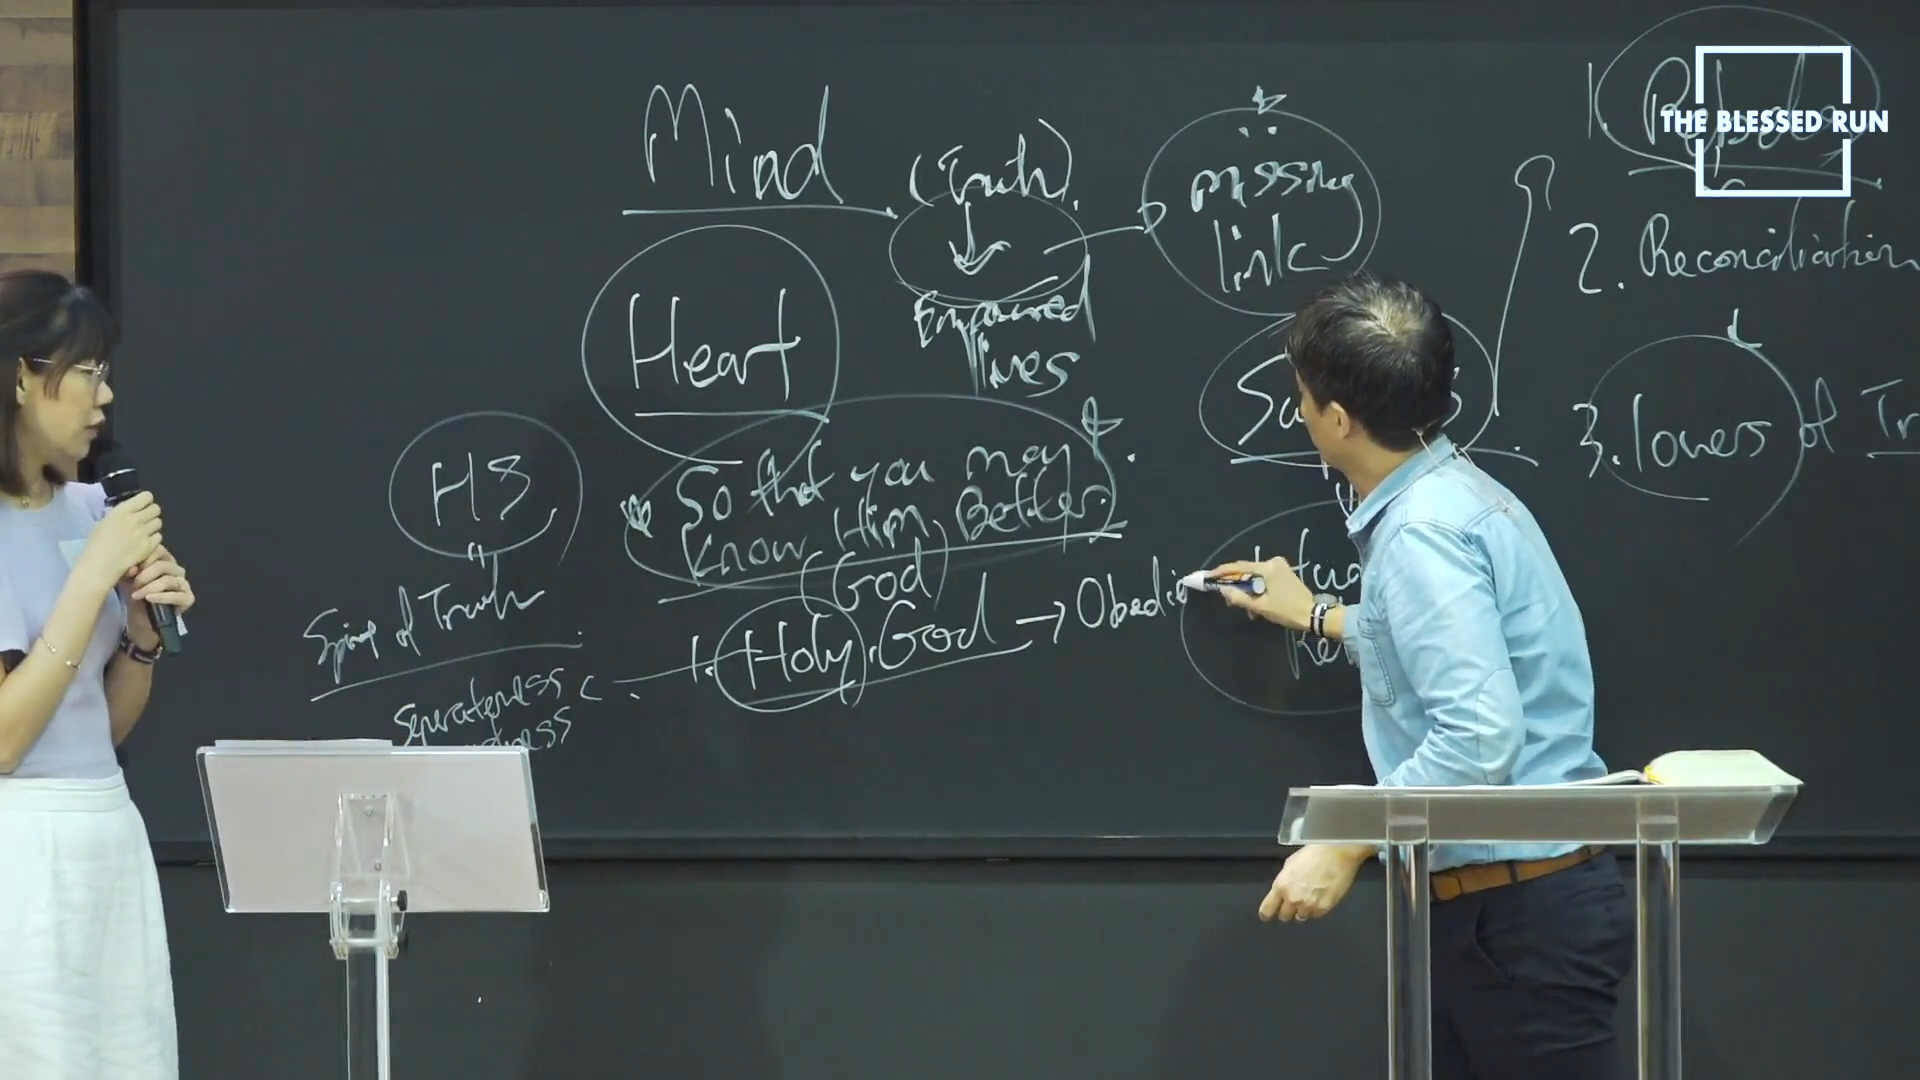 Mind
(Truth)
Empowered
lives
missing
link
1.
THE BLESSED RUN
2. Reconciliation
3. lovers of Tr
Heart
HS
"
Spirit of Truth
So that you may
Know Him Better
(God)
1. Holy God → Obedie
Separateness